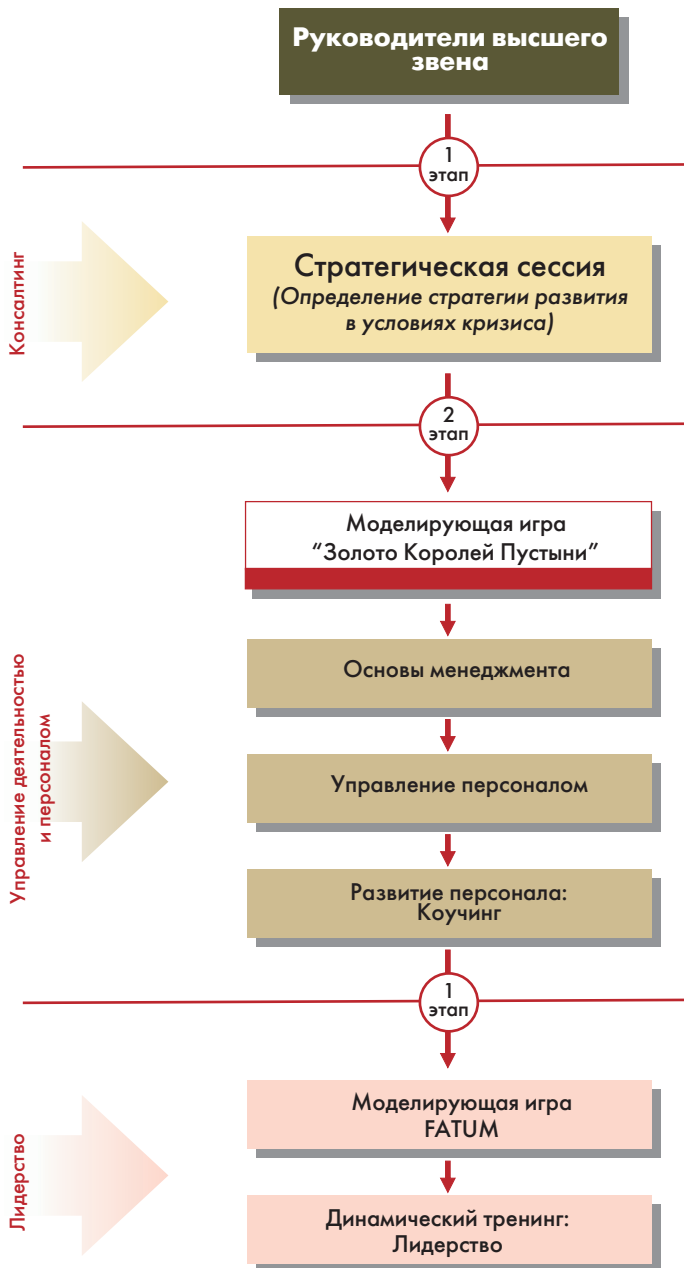 Руководители высшего
звена
1
этап
Консалтинг
Стратегическая сессия
(Определение стратегии развития
в условиях кризиса)
2
этап
Моделирующая игра
“Золото Королей Пустыни”
Управление деятельностью
и персоналом
Основы менеджмента
Управление персоналом
Развитие персонала:
Коучинг
1
этап
Лидерство
Моделирующая игра
FATUM
Динамический тренинг:
Лидерство